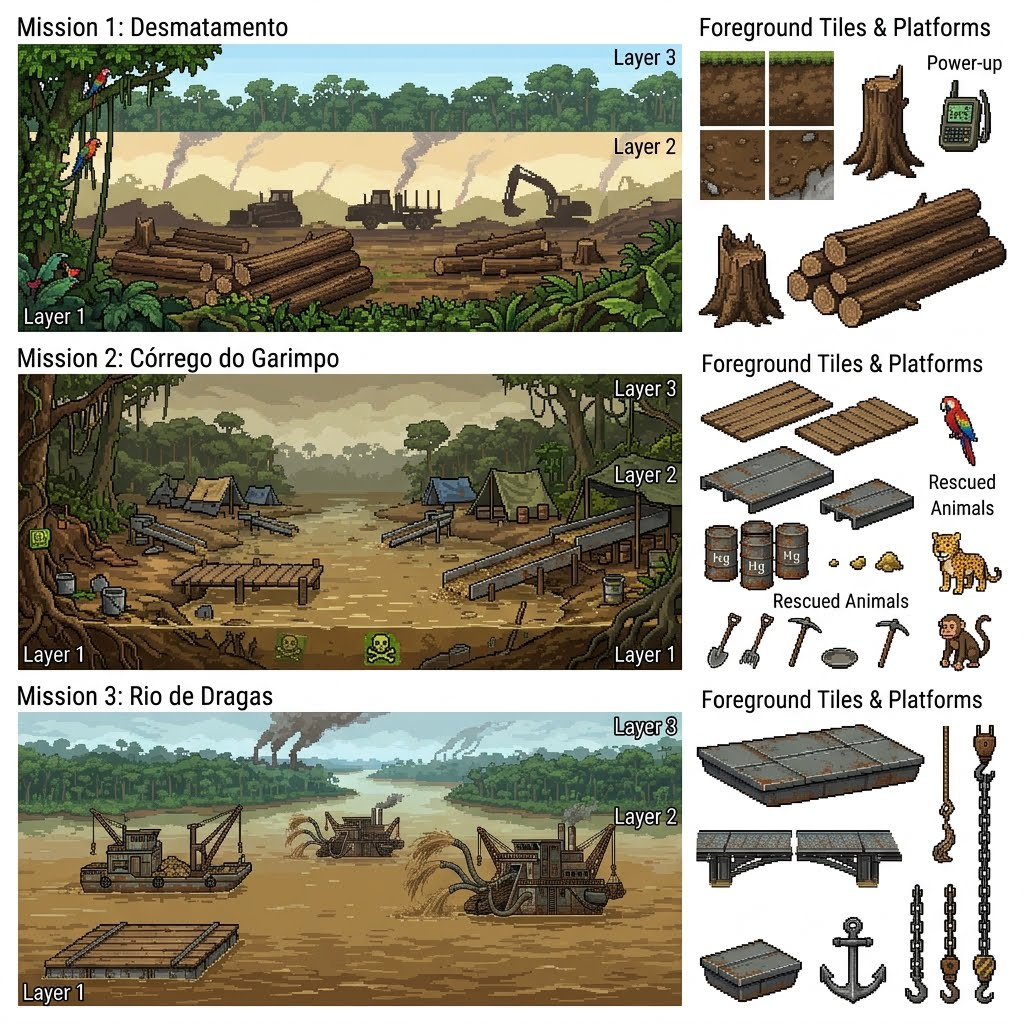 Mission 1: Desmatamento
Layer 3
Layer 2
Layer 1
Foreground Tiles & Platforms
Power-up
Mission 2: Córrego do Garimpo
Layer 3
Layer 2
Layer 1
Layer 1
Foreground Tiles & Platforms
Rescued
Animals
Hg
Mg
Rescued Animals
Mission 3: Rio de Dragas
Layer 3
Layer 2
Layer 1
Foreground Tiles & Platforms